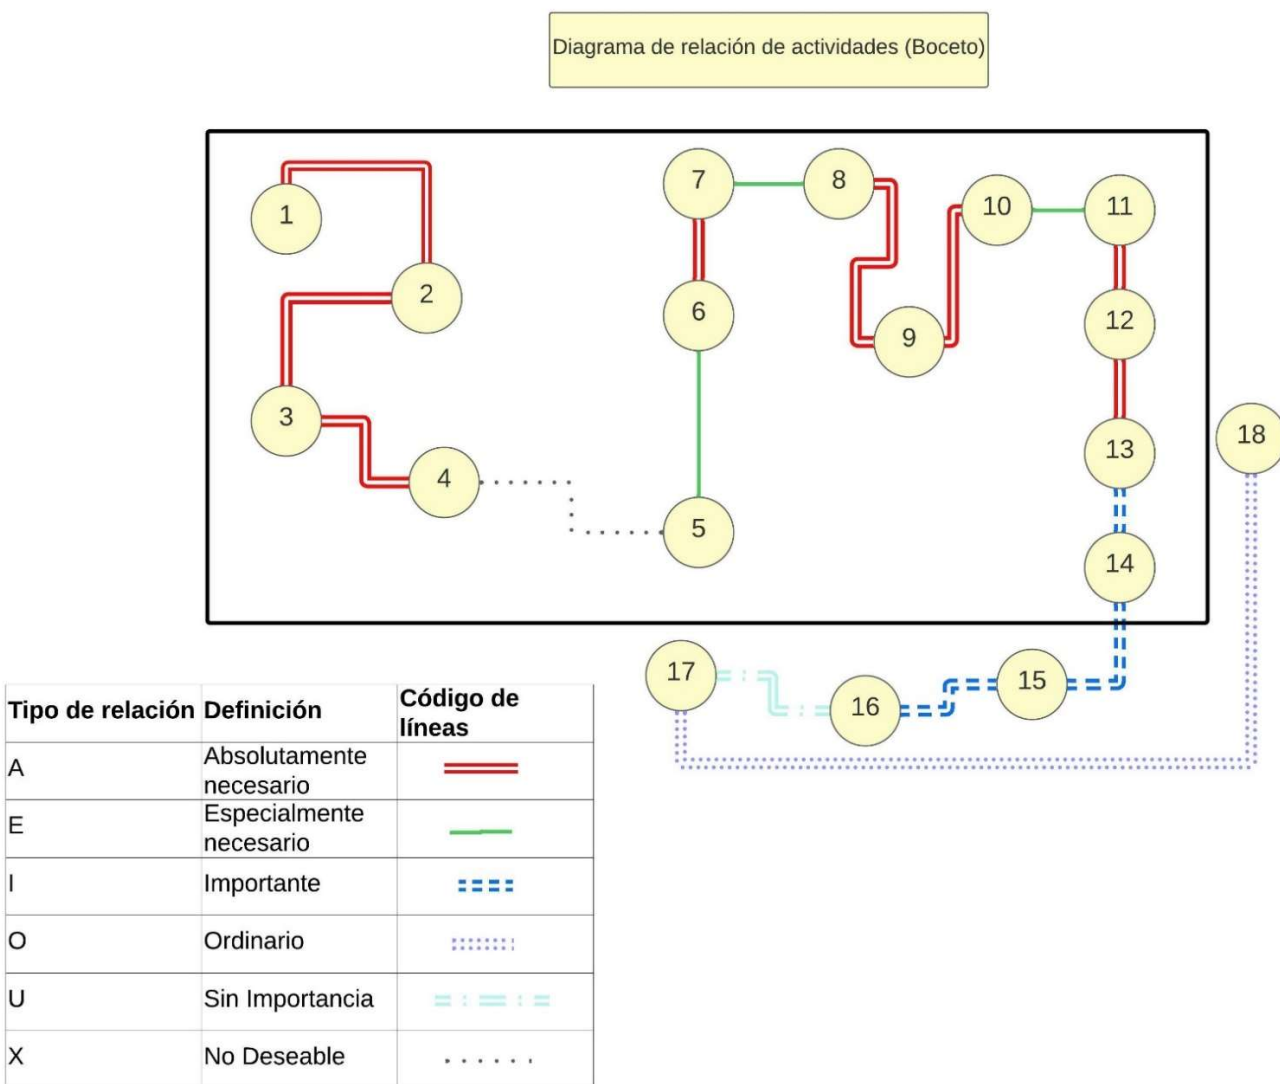 Diagrama de relación de actividades (Boceto)
1
2
3
4
5
6
7
8
9
10
11
12
13
14
15
16
17
18
Tipo de relación Definición Código de
líneas
A Absolutamente
necesario
E Especialmente
necesario
I Importante
O Ordinario
U Sin Importancia
X No Deseable